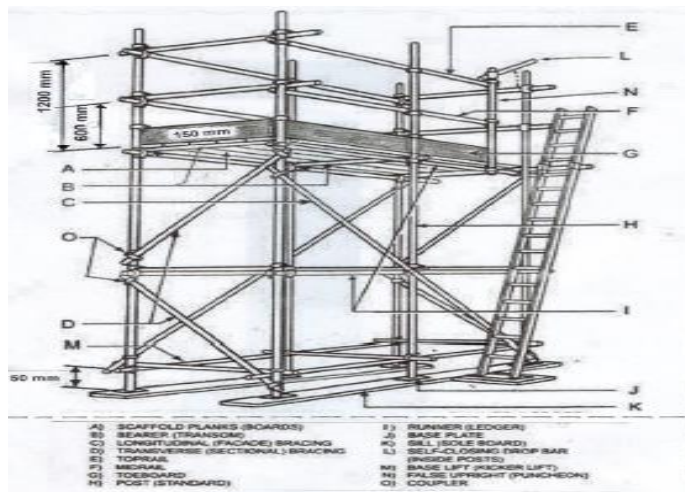 E
L
1200 mm
600 mm
N
F
150 mm
G
A
B
C
H
O
D
I
M
50 mm
J
K
A) SCAFFOLD PLANKS (BOARDS)
B) BEARER (TRANSOM)
C) LONGITUDINAL (FACADE) BRACING
D) TRANSVERSE (SECTIONAL) BRACING
E) TOPRAIL
F) MIDRAIL
G) TOEBOARD
H) POST (STANDARD)
I) RUNNER (LEDGER)
J) BASE PLATE
K) SILL (SOLE BOARD)
L) SELF-CLOSING DROP BAR
(INSIDE POSTS)
M) BASE LIFT (KICKER LIFT)
N) FALSE UPRIGHT (PUNCHEON)
O) COUPLER